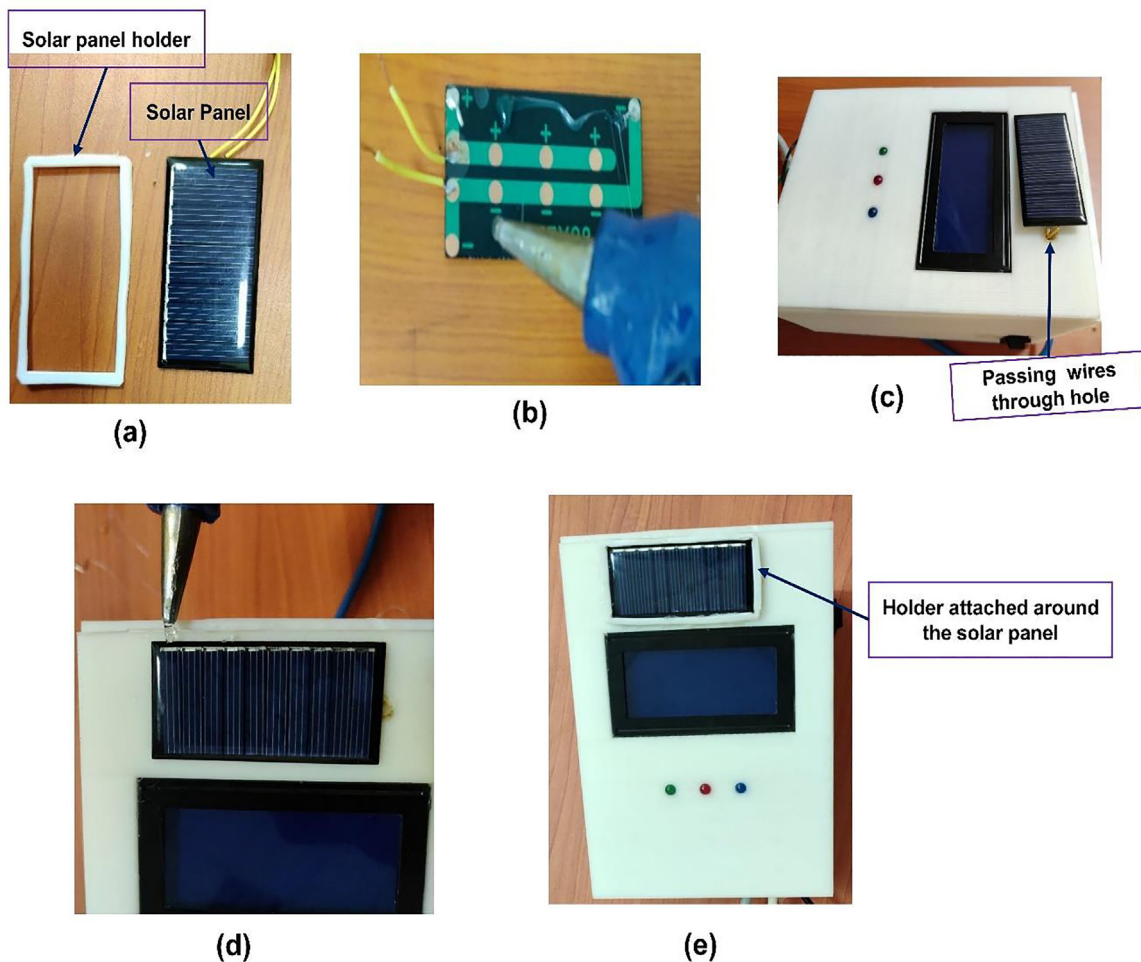 Solar panel holder
Solar Panel
(a)
+
+ + +
- - -
-
(b)
Passing wires
through hole
(c)
(d)
Holder attached around
the solar panel
(e)